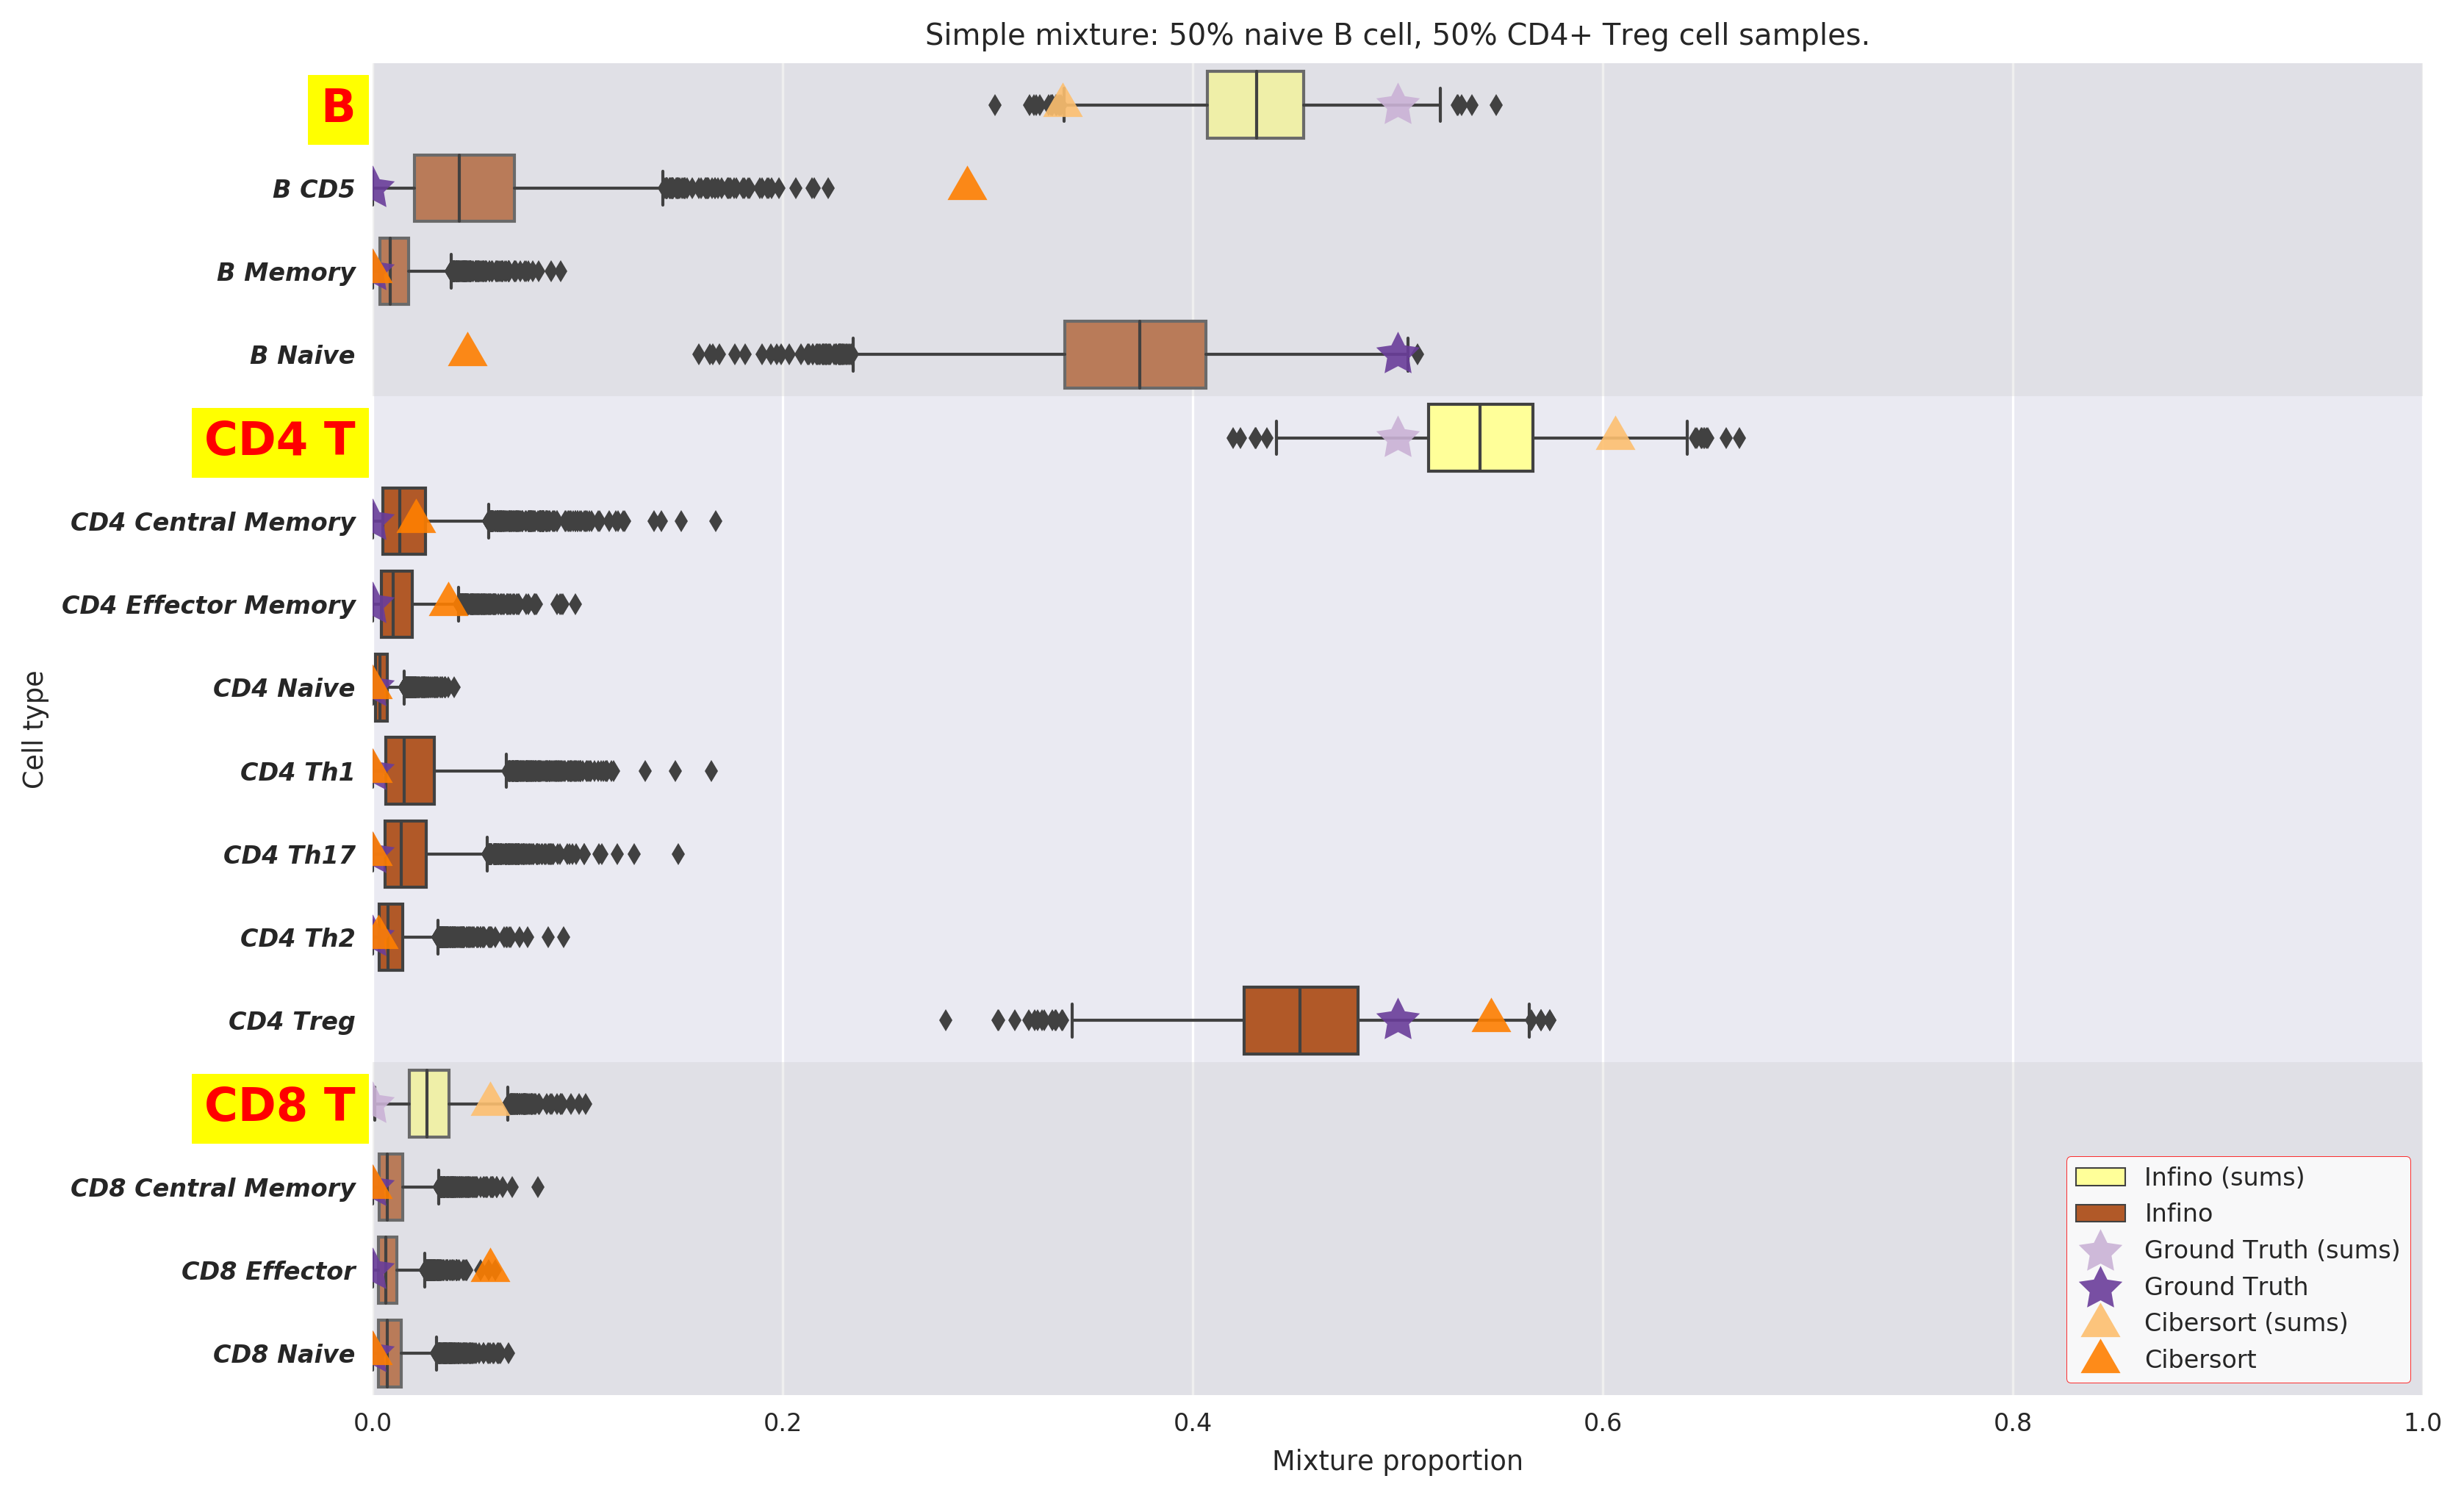 Simple mixture: 50% naive B cell, 50% CD4+ Treg cell samples.
Cell type
B
B CD5
B Memory
B Naive
CD4 T
CD4 Central Memory
CD4 Effector Memory
CD4 Naive
CD4 Th1
CD4 Th17
CD4 Th2
CD4 Treg
CD8 T
CD8 Central Memory
CD8 Effector
CD8 Naive
Infino (sums)
Infino
Ground Truth (sums)
Ground Truth
Cibersort (sums)
Cibersort
0.0 0.2 0.4 0.6 0.8 1.0
Mixture proportion